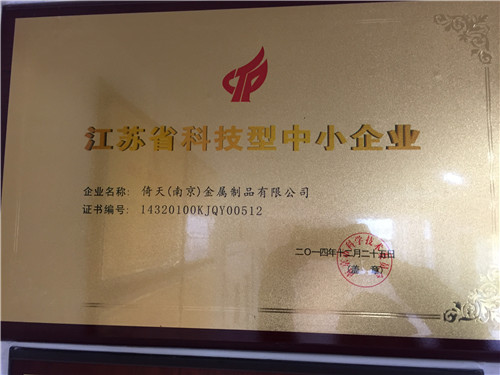 江苏省科技型中小企业
企业名称: 倚天(南京)金属制品有限公司
证书编号: 14320100KJQY00512
二〇一四年十二月二十五日
(盖 章)